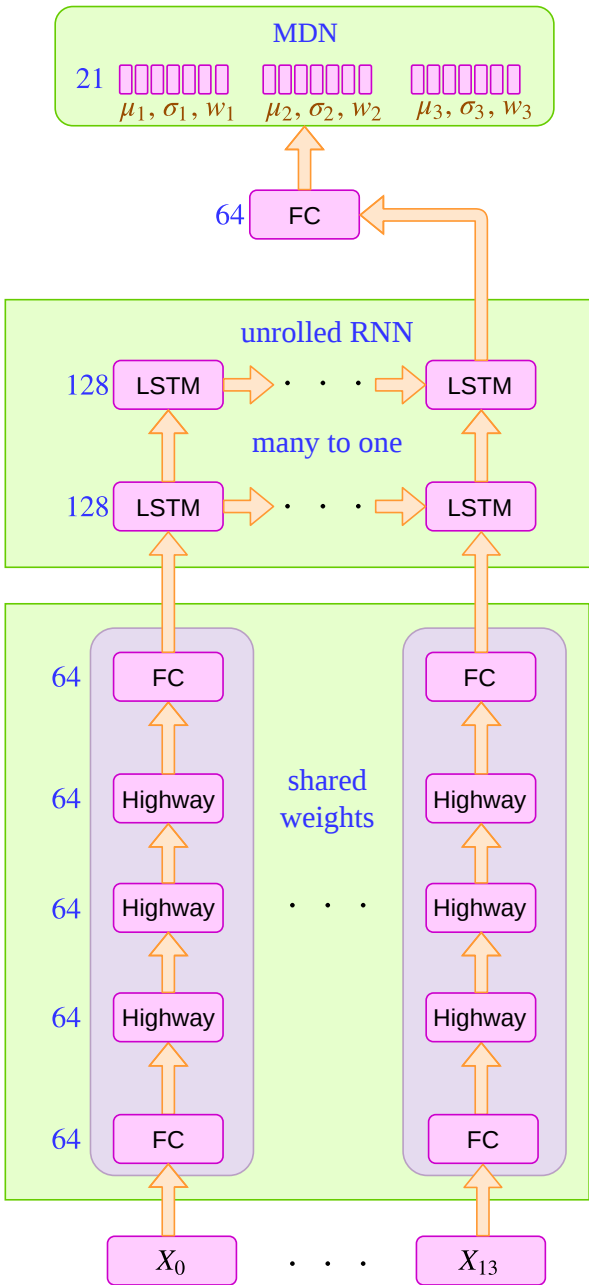 MDN
21
μ₁, σ₁, w₁ μ₂, σ₂, w₂ μ₃, σ₃, w₃
64 FC
unrolled RNN
128 LSTM · · · LSTM
many to one
128 LSTM · · · LSTM
64 FC FC
shared
64 Highway Highway
weights
64 Highway · · · Highway
64 Highway Highway
64 FC FC
X₀ · · · X₁₃